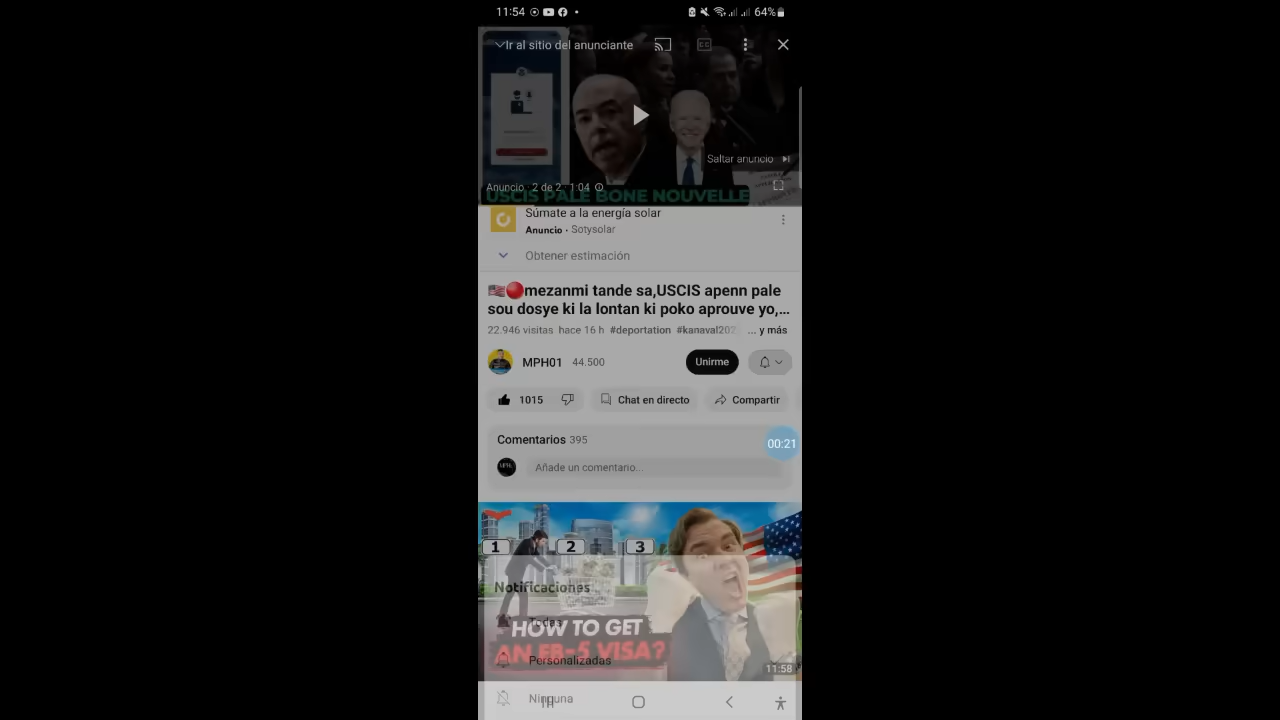 11:54
64%
Ir al sitio del anunciante
CC
Saltar anuncio
Anuncio · 2 de 2 · 1:04
USCIS PALE BONE NOUVELLE
Súmate a la energía solar
Anuncio · Sotysolar
Obtener estimación
🇺🇸🔴mezanmi tande sa,USCIS apenn pale
sou dosye ki la lontan ki poko aprouve yo,...
22.946 visitas hace 16 h #deportation #kanaval202 ... y más
MPH01 44.500
Unirme
1015
Chat en directo
Compartir
Comentarios 395
00:21
Añade un comentario...
1 2 3
Notificaciones
Todas
HOW TO GET
AN EB-5 VISA?
Personalizadas
11:58
Ninguna